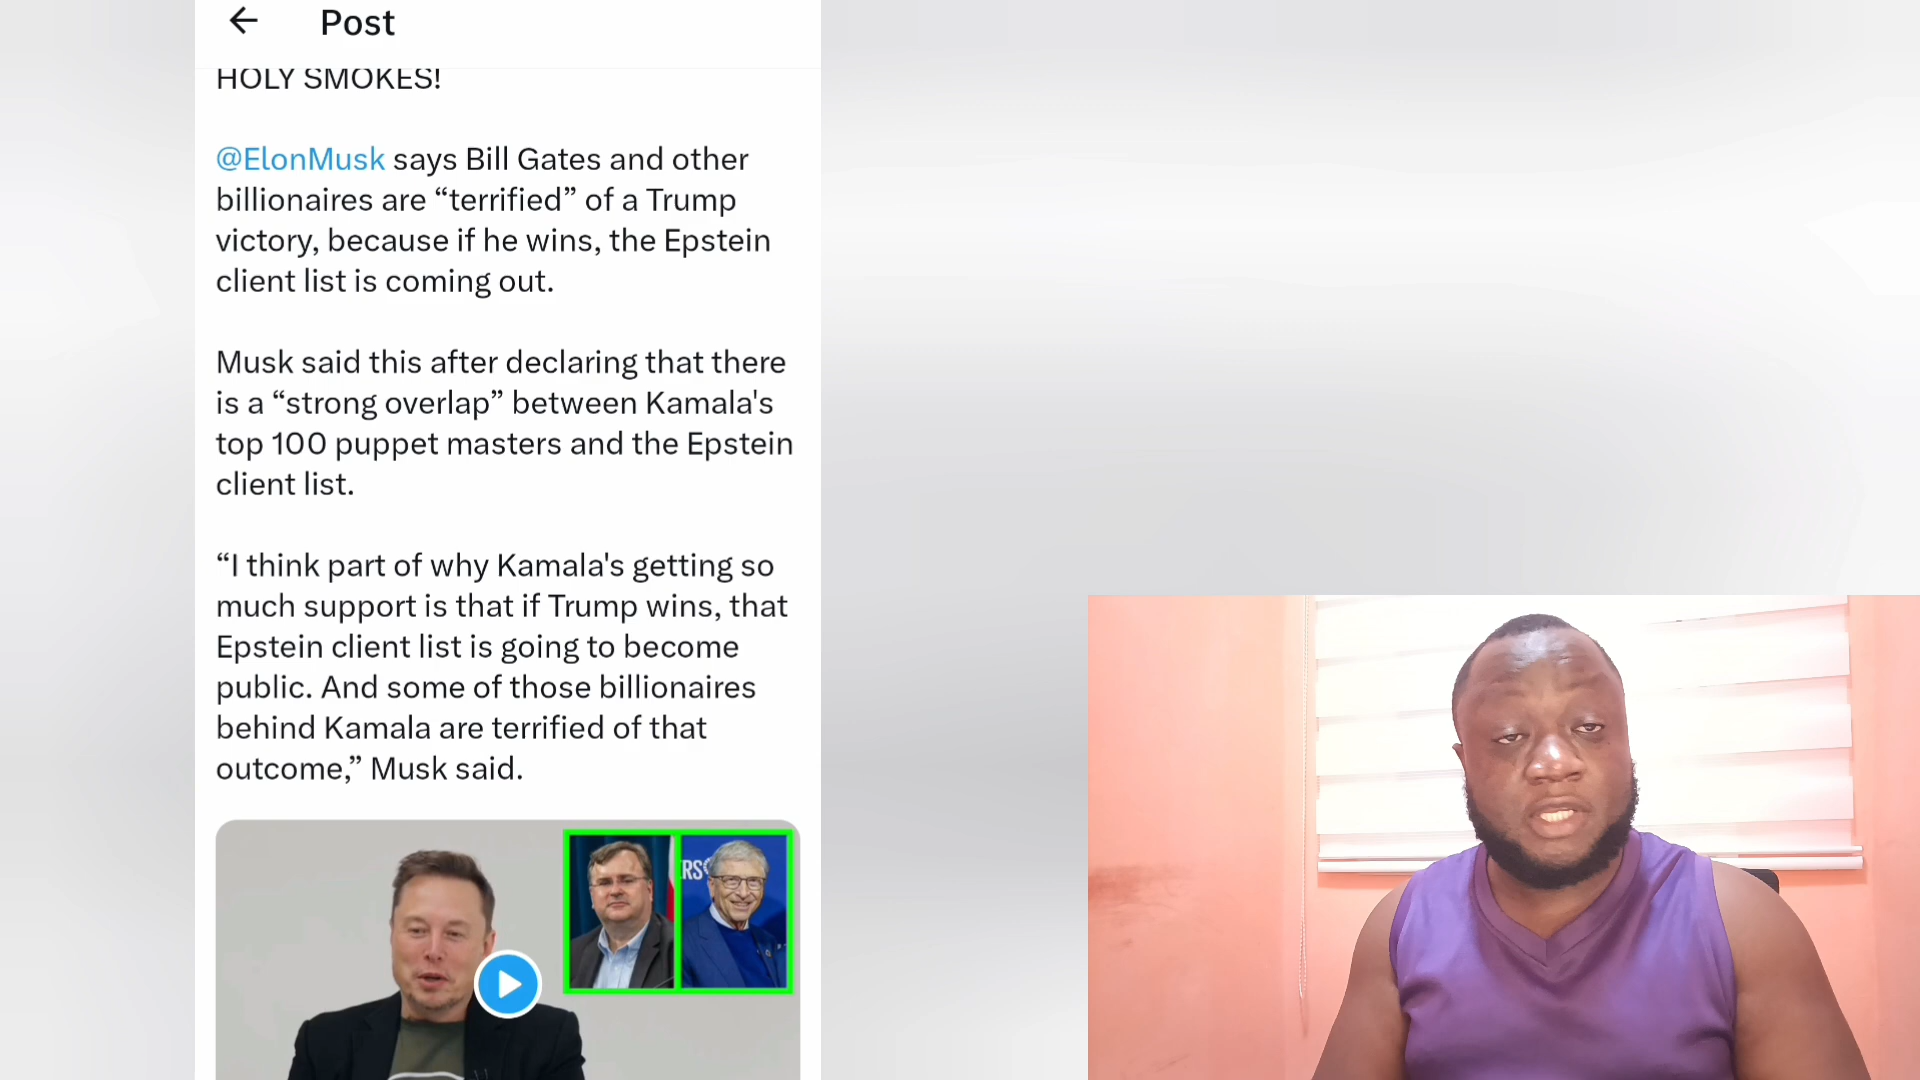 Post
HOLY SMOKES!
@ElonMusk says Bill Gates and other
billionaires are “terrified” of a Trump
victory, because if he wins, the Epstein
client list is coming out.
Musk said this after declaring that there
is a “strong overlap” between Kamala's
top 100 puppet masters and the Epstein
client list.
“I think part of why Kamala's getting so
much support is that if Trump wins, that
Epstein client list is going to become
public. And some of those billionaires
behind Kamala are terrified of that
outcome,” Musk said.